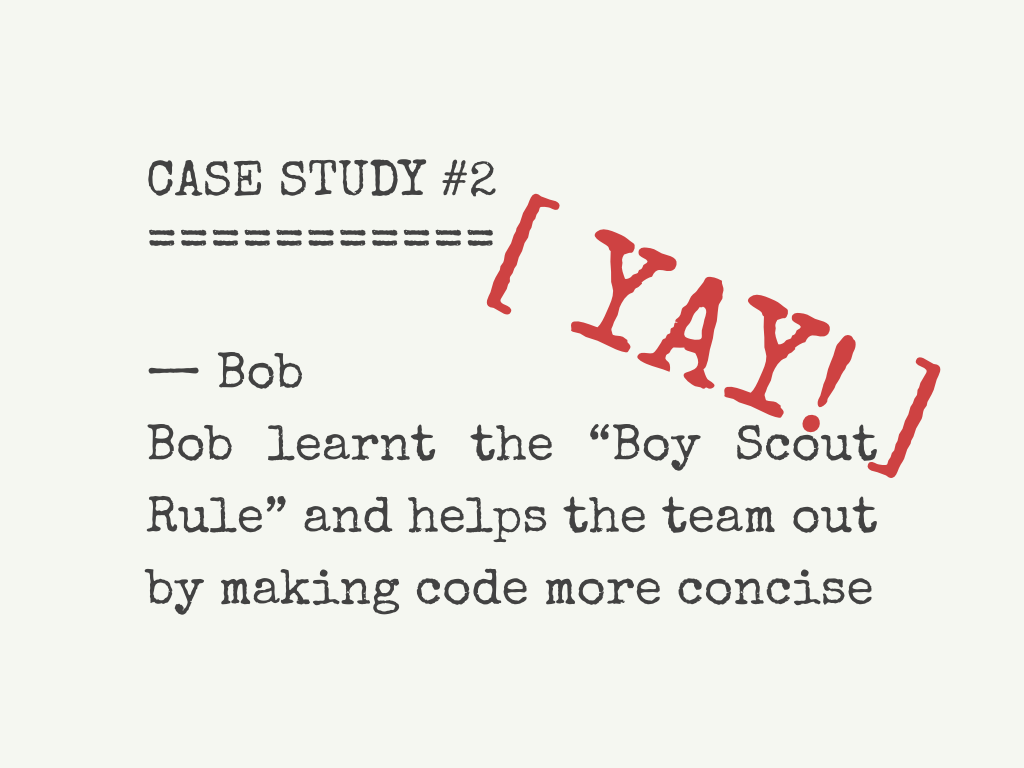 CASE STUDY #2
===========
[ YAY! ]
— Bob
Bob learnt the “Boy Scout
Rule” and helps the team out
by making code more concise